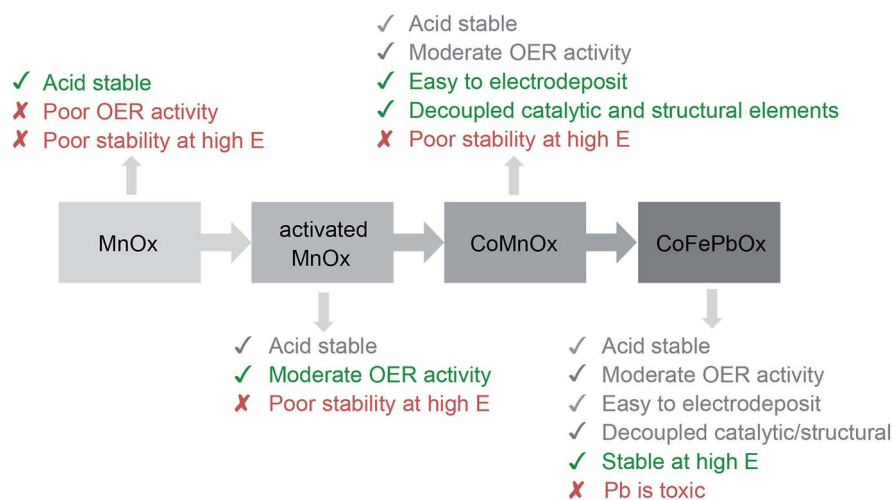 ✓ Acid stable
✗ Poor OER activity
✗ Poor stability at high E
✓ Acid stable
✓ Moderate OER activity
✓ Easy to electrodeposit
✓ Decoupled catalytic and structural elements
✗ Poor stability at high E
MnOx
activated
MnOx
CoMnOx
CoFePbOx
✓ Acid stable
✓ Moderate OER activity
✗ Poor stability at high E
✓ Acid stable
✓ Moderate OER activity
✓ Easy to electrodeposit
✓ Decoupled catalytic/structural
✓ Stable at high E
✗ Pb is toxic